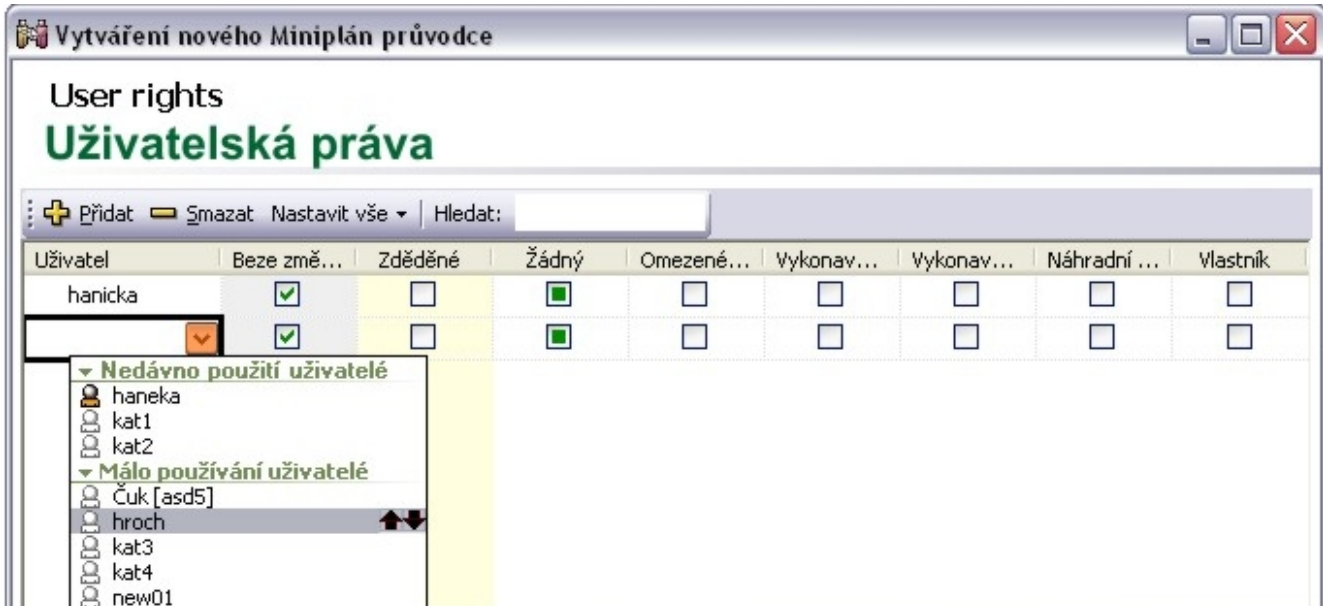 Vytváření nového Miniplán průvodce
User rights
Uživatelská práva
Přidat Smazat Nastavit vše Hledat:
Uživatel Beze změ... Zděděné Žádný Omezené... Vykonav... Vykonav... Náhradní ... Vlastník
hanicka
Nedávno použití uživatelé
haneka
kat1
kat2
Málo používání uživatelé
Čuk [asd5]
hroch
kat3
kat4
new01